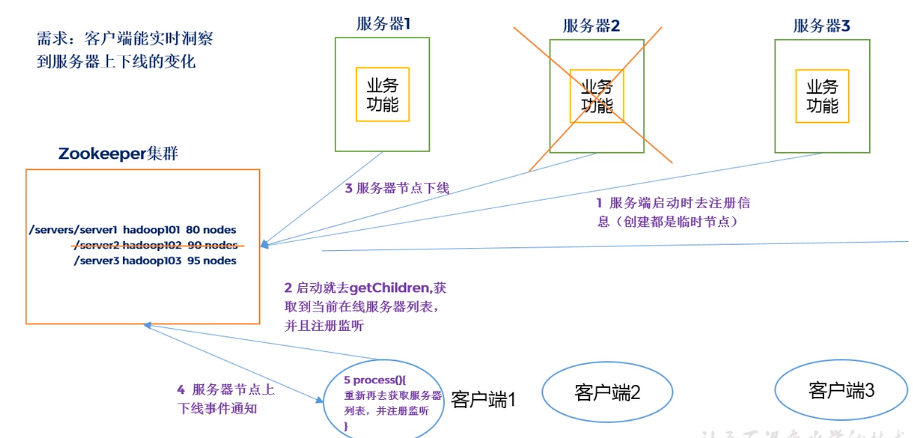 需求：客户端能实时洞察
到服务器上下线的变化
服务器1
服务器2
服务器3
业务
功能
业务
功能
业务
功能
Zookeeper集群
/servers/server1 hadoop101 80 nodes
/server2 hadoop102 90 nodes
/server3 hadoop103 95 nodes
3 服务器节点下线
1 服务端启动时去注册信
息（创建都是临时节点）
2 启动就去getChildren,获
取到当前在线服务器列表，
并且注册监听
4 服务器节点上
下线事件通知
5 process(){
重新再去获取服务器
列表，并注册监听
}
客户端1
客户端2
客户端3